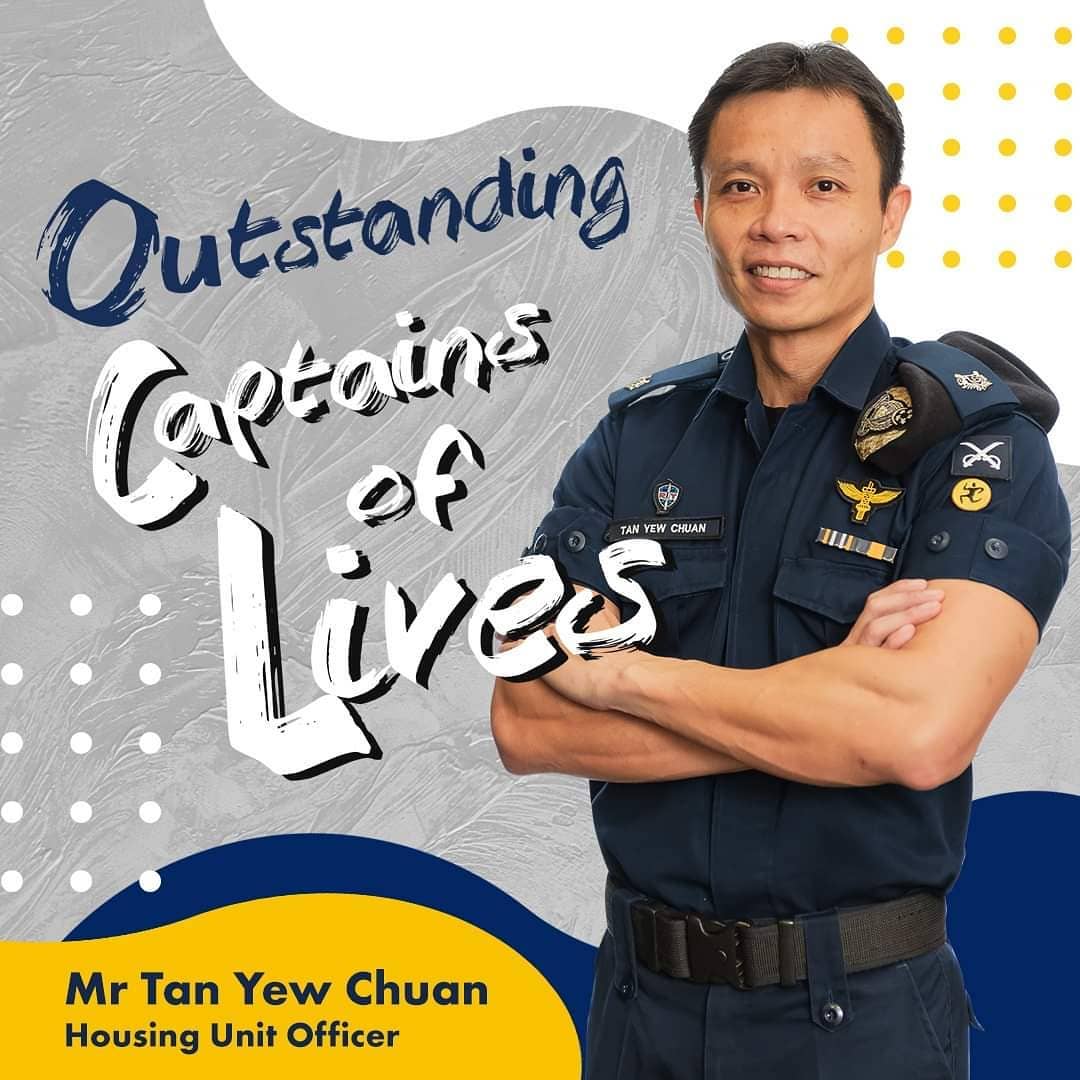 Outstanding
Captains
of
Lives
TAN YEW CHUAN
Mr Tan Yew Chuan
Housing Unit Officer